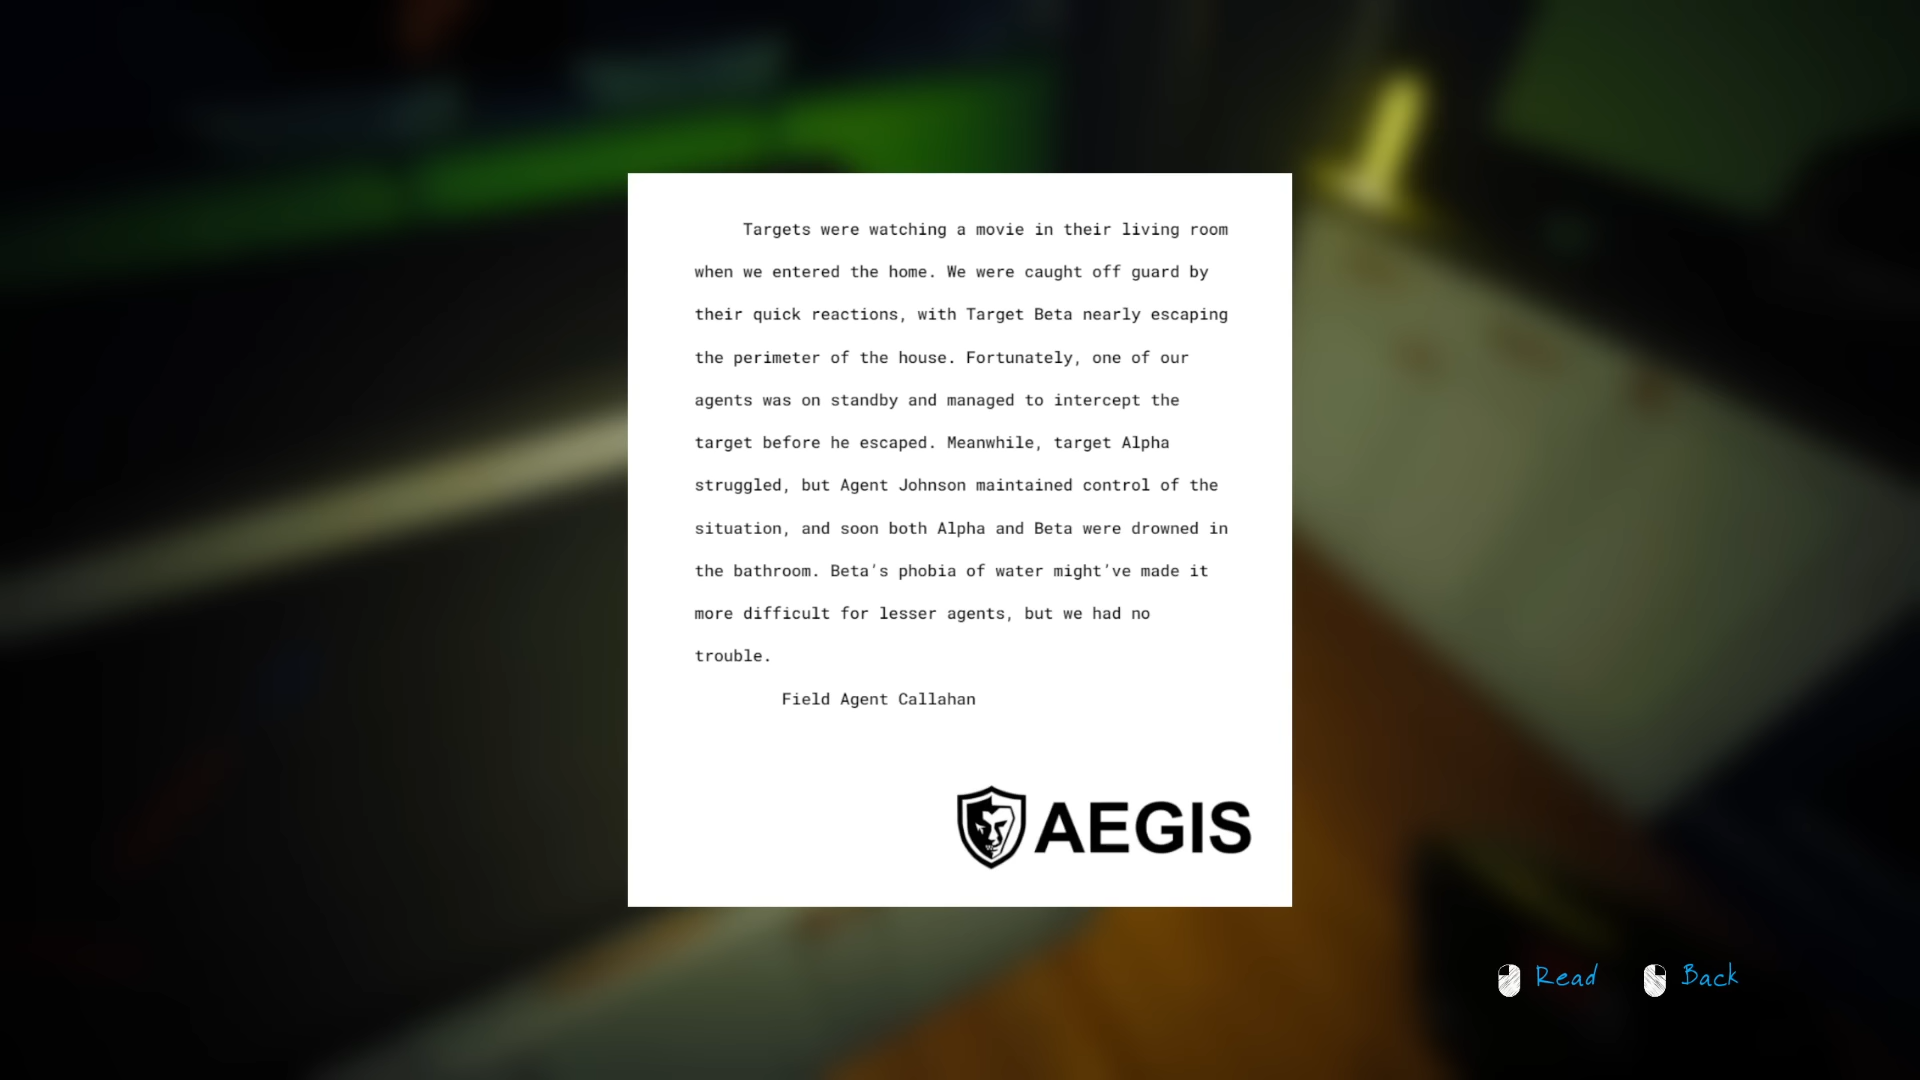 Targets were watching a movie in their living room
when we entered the home. We were caught off guard by
their quick reactions, with Target Beta nearly escaping
the perimeter of the house. Fortunately, one of our
agents was on standby and managed to intercept the
target before he escaped. Meanwhile, target Alpha
struggled, but Agent Johnson maintained control of the
situation, and soon both Alpha and Beta were drowned in
the bathroom. Beta's phobia of water might've made it
more difficult for lesser agents, but we had no
trouble.
Field Agent Callahan
AEGIS
Read Back